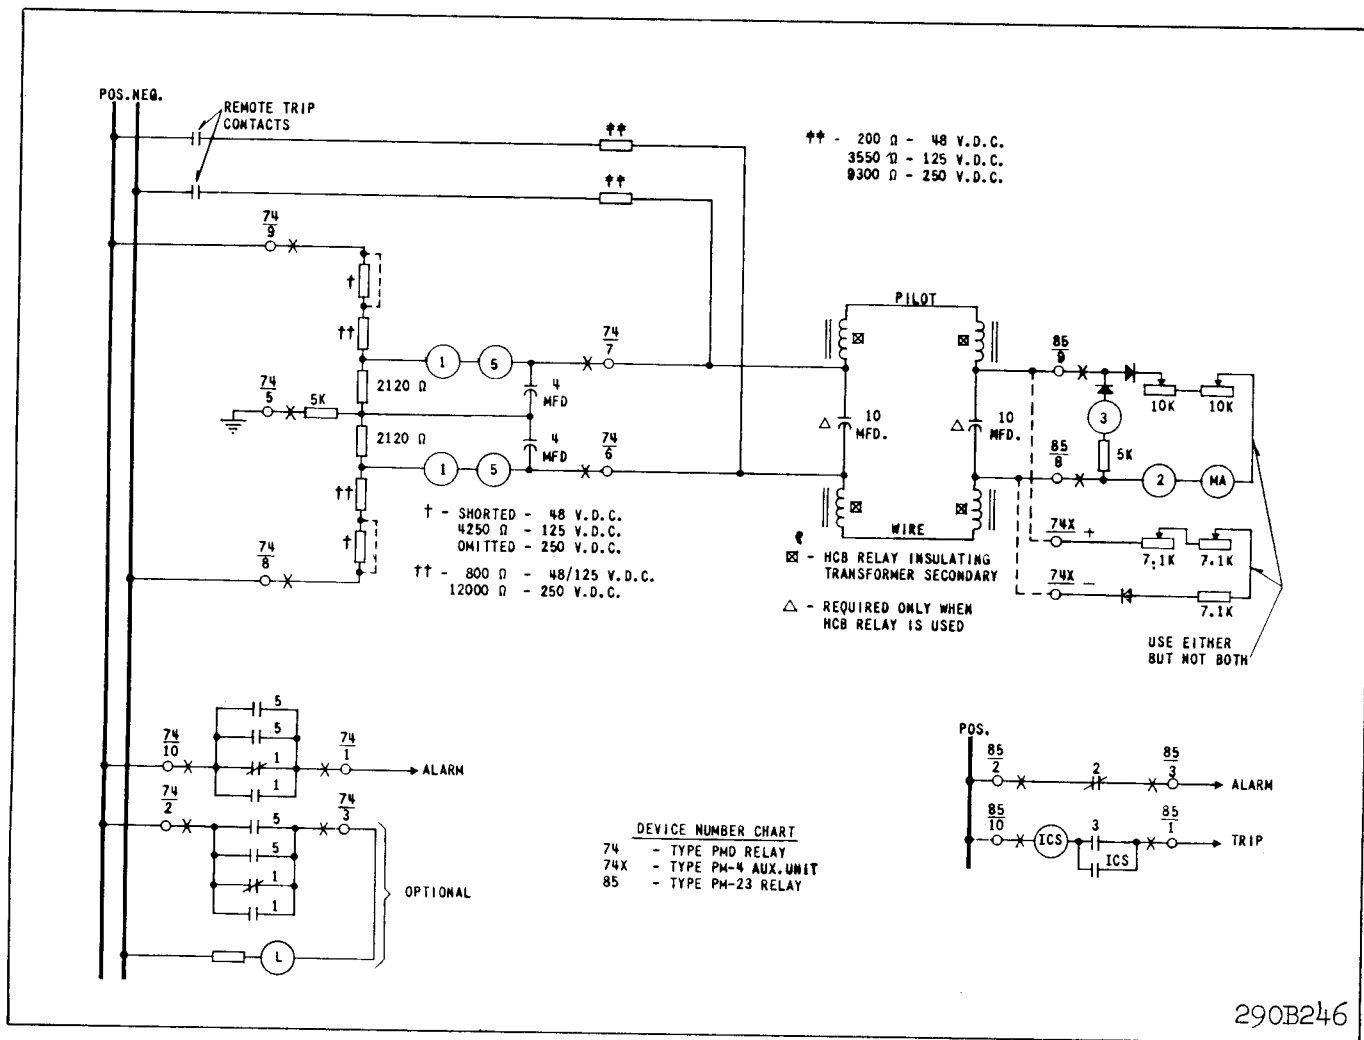 POS. NEG.
REMOTE TRIP
CONTACTS
‡‡
‡‡
‡‡ - 200 Ω - 48 V.D.C.
3550 Ω - 125 V.D.C.
9300 Ω - 250 V.D.C.
74
9
†
††
74
7
1
5
2120 Ω
4
MFD
74
5
5K
2120 Ω
4
MFD
74
6
1
5
††
†
74
8
† - SHORTED - 48 V.D.C.
4250 Ω - 125 V.D.C.
OMITTED - 250 V.D.C.
†† - 800 Ω - 48/125 V.D.C.
12000 Ω - 250 V.D.C.
PILOT
WIRE
10
MFD.
10
MFD.
△
△
85
9
10K
10K
3
5K
85
8
2
MA
74X +
7.1K
7.1K
74X -
7.1K
USE EITHER
BUT NOT BOTH
⊠ - HCB RELAY INSULATING
TRANSFORMER SECONDARY
△ - REQUIRED ONLY WHEN
HCB RELAY IS USED
5
5
1
1
74
10
74
1
ALARM
74
2
74
3
5
5
1
1
L
OPTIONAL
DEVICE NUMBER CHART
74 - TYPE PMD RELAY
74X - TYPE PM-4 AUX. UNIT
85 - TYPE PM-23 RELAY
POS.
85
2
2
85
3
ALARM
85
10
ICS
3
ICS
85
1
TRIP
290B246